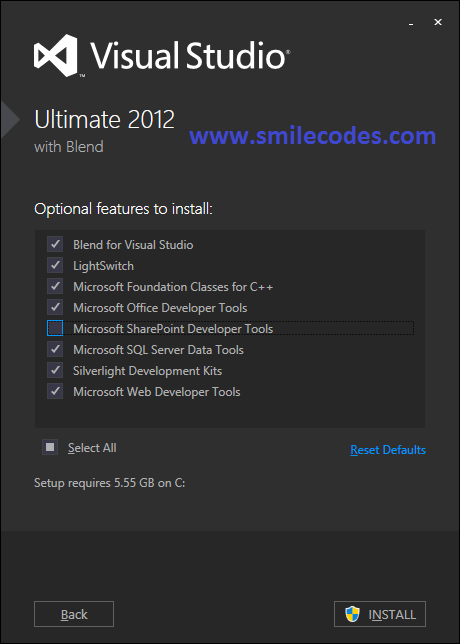 Visual Studio®
™
Ultimate 2012
with Blend
www.smilecodes.com
Optional features to install:
Blend for Visual Studio
LightSwitch
Microsoft Foundation Classes for C++
Microsoft Office Developer Tools
Microsoft SharePoint Developer Tools
Microsoft SQL Server Data Tools
Silverlight Development Kits
Microsoft Web Developer Tools
Select All
Reset Defaults
Setup requires 5.55 GB on C:
Back
INSTALL